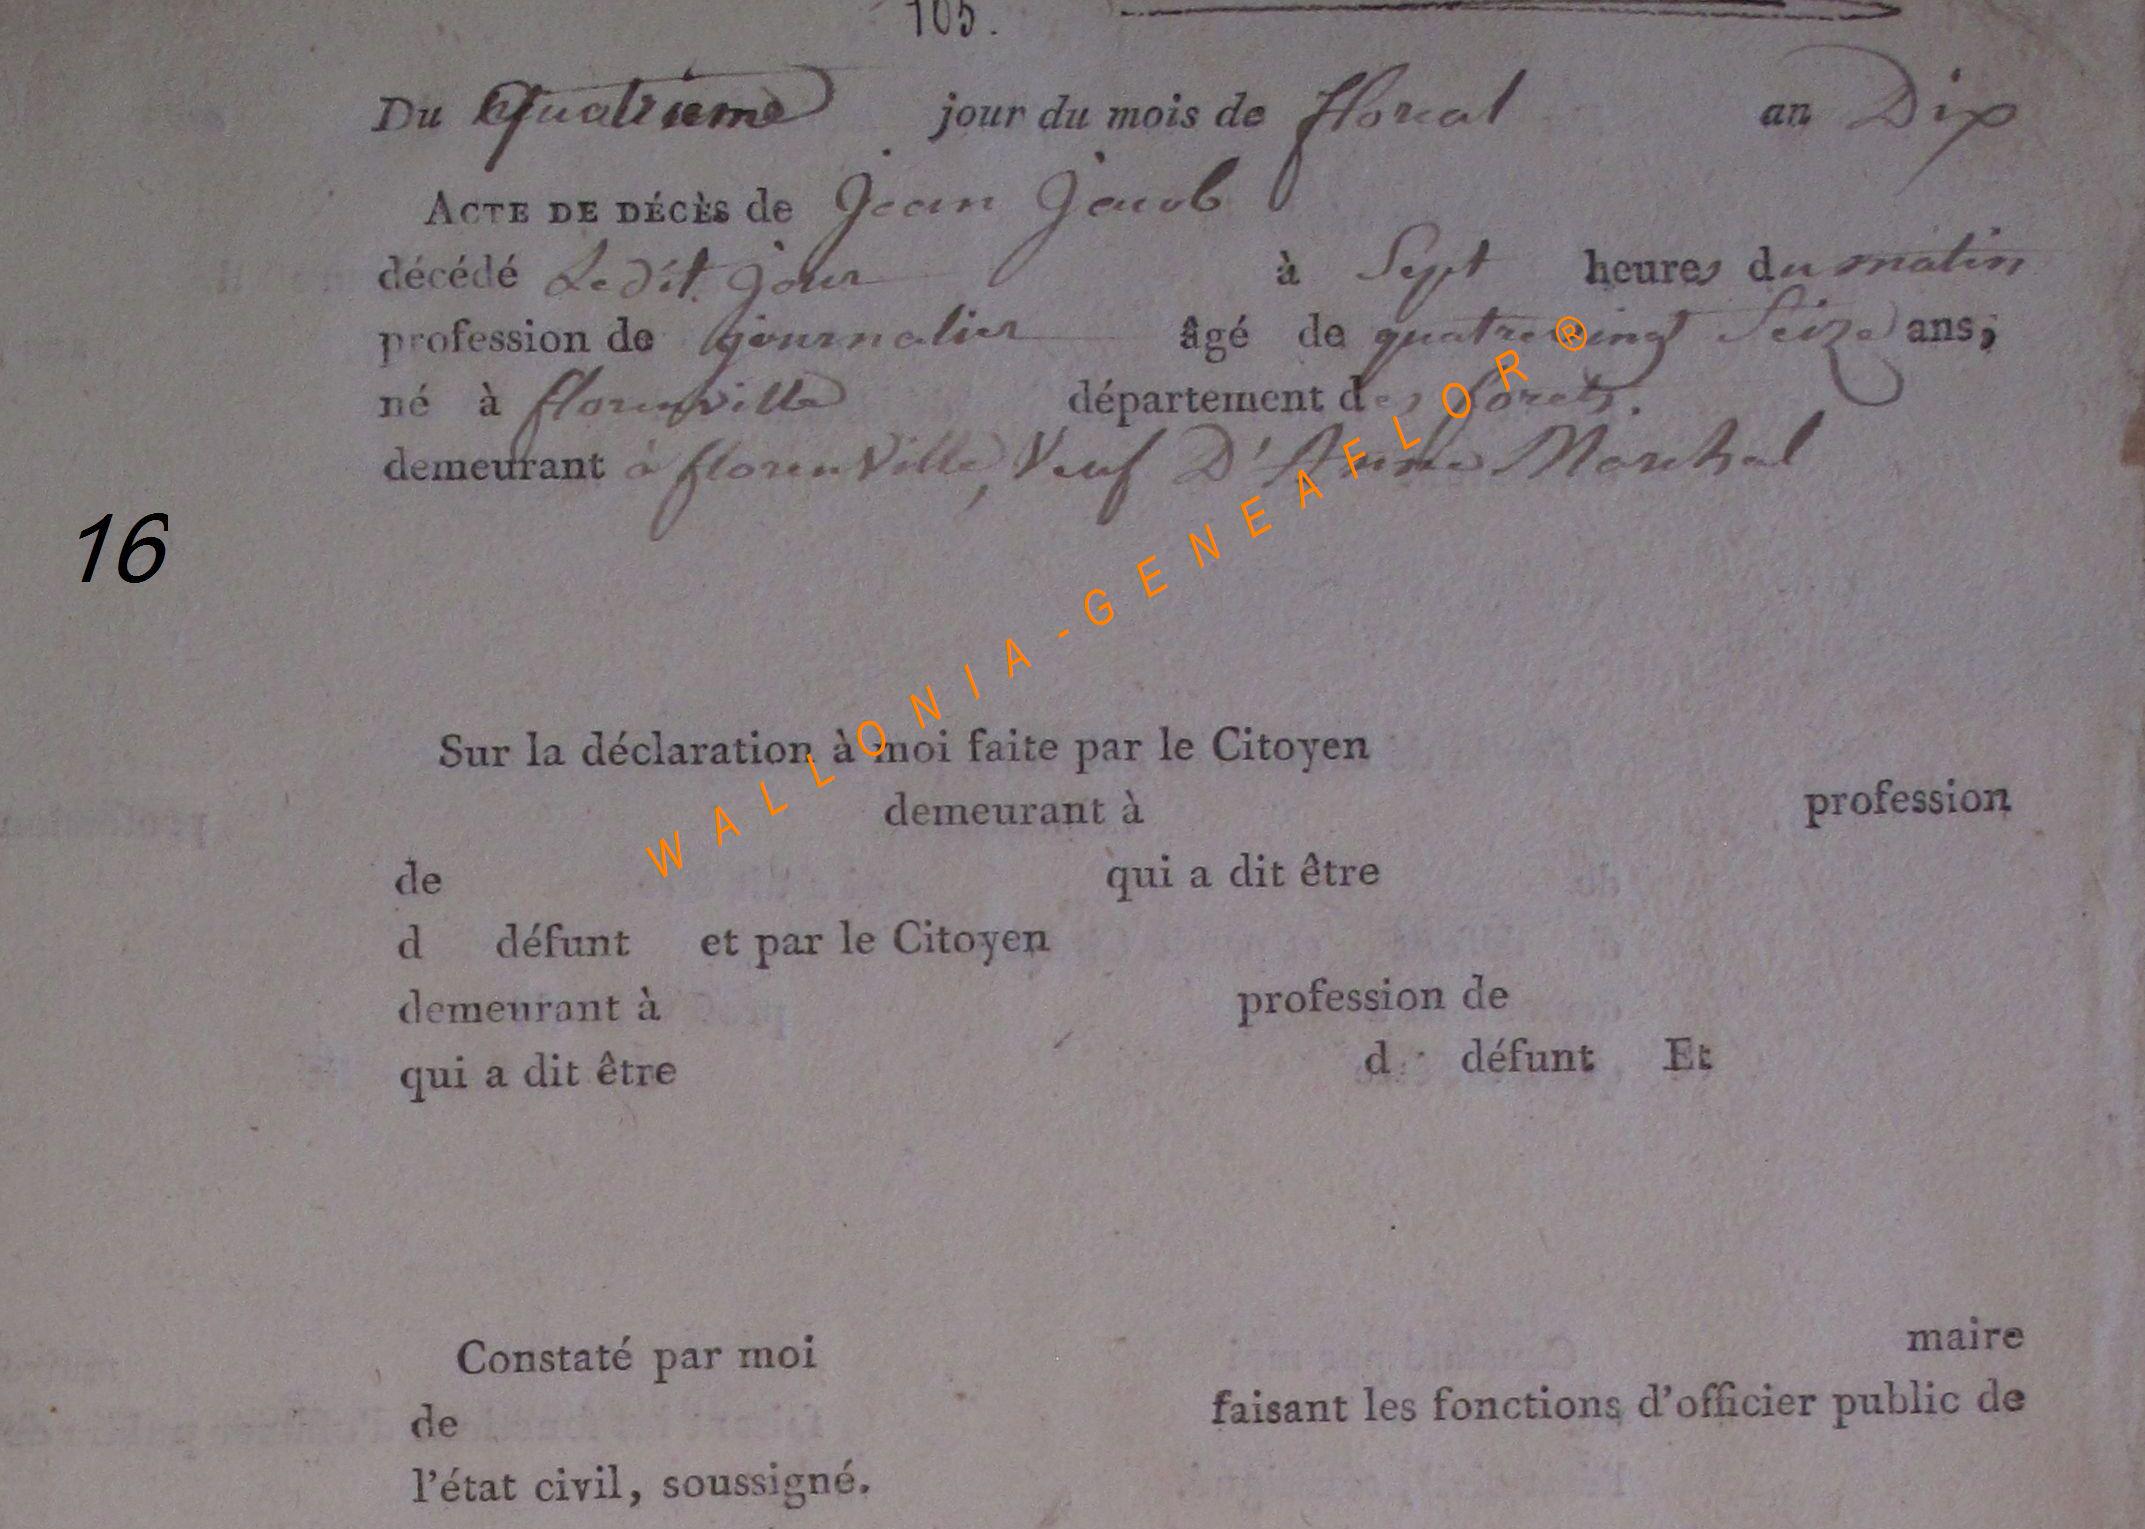 105.
Du quatrieme jour du mois de floreal an Dix
ACTE DE DÉCÈS de Jean Jacob
décédé Ledit jour à Sept heures du matin
profession de journalier âgé de quatrevingt Seize ans;
né à florenville département des forets.
demeurant à florenville, Veuf D'Anne Marchal
16
Sur la déclaration à moi faite par le Citoyen
demeurant à profession
de qui a dit être
d défunt et par le Citoyen
demeurant à profession de
qui a dit être d défunt Et
Constaté par moi maire
de faisant les fonctions d'officier public de
l'état civil, soussigné.
WALLONIA-GENEAFLOR®